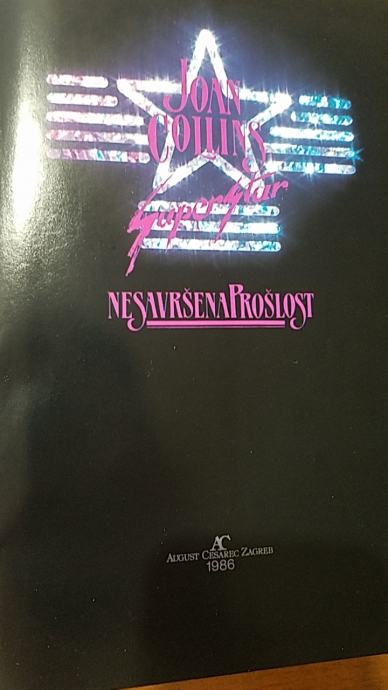 JOAN
COLLINS
Superstar
NESAVRŠENAPROŠLOST
AC
AUGUST CESAREC ZAGREB
1986